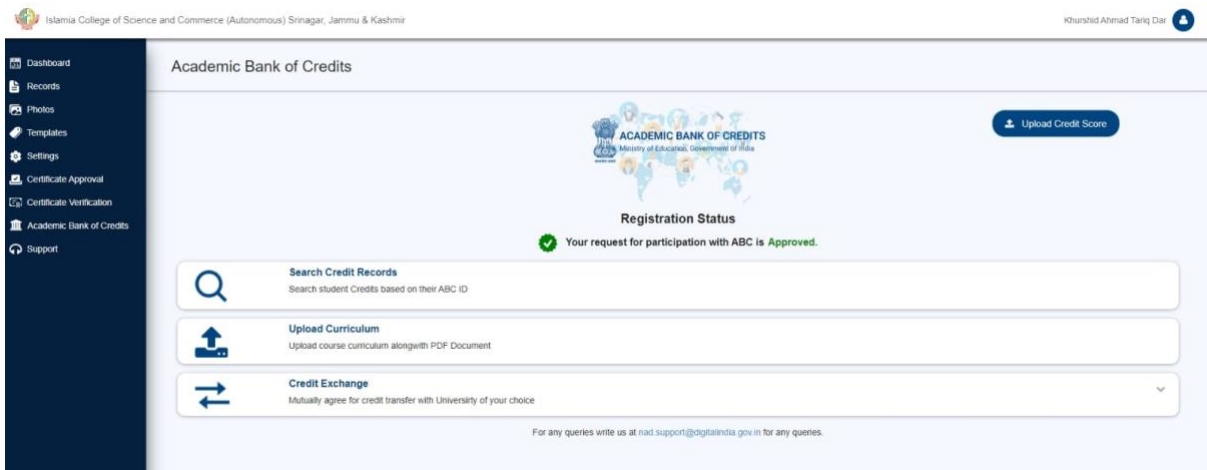 Islamia College of Science and Commerce (Autonomous) Srinagar, Jammu & Kashmir
Khurshid Ahmad Tariq Dar
Dashboard
Records
Photos
Templates
Settings
Certificate Approval
Certificate Verification
Academic Bank of Credits
Support
Academic Bank of Credits
ACADEMIC BANK OF CREDITS
Ministry of Education, Government of India
Upload Credit Score
Registration Status
Your request for participation with ABC is Approved.
Search Credit Records
Search student Credits based on their ABC ID
Upload Curriculum
Upload course curriculum alongwith PDF Document
Credit Exchange
Mutually agree for credit transfer with Universirty of your choice
For any queries write us at nad.support@digitalindia.gov.in for any queries.